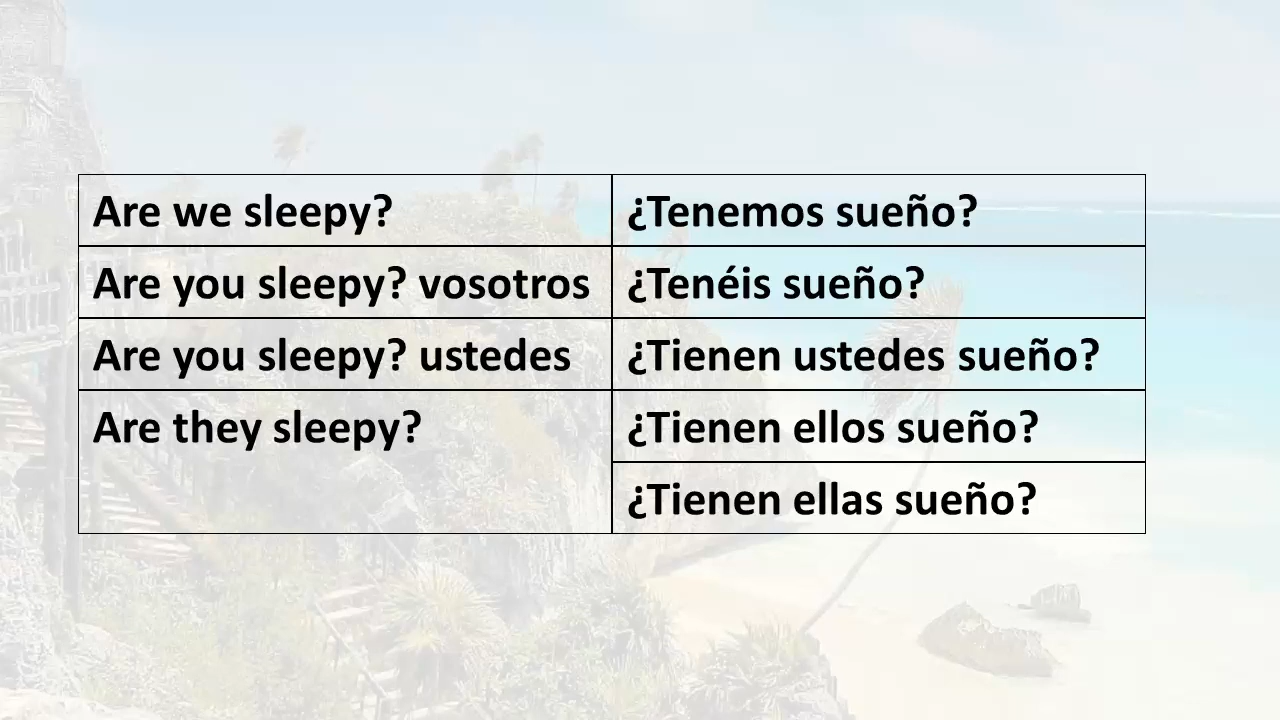 Are we sleepy? ¿Tenemos sueño?
Are you sleepy? vosotros ¿Tenéis sueño?
Are you sleepy? ustedes ¿Tienen ustedes sueño?
Are they sleepy? ¿Tienen ellos sueño?
¿Tienen ellas sueño?